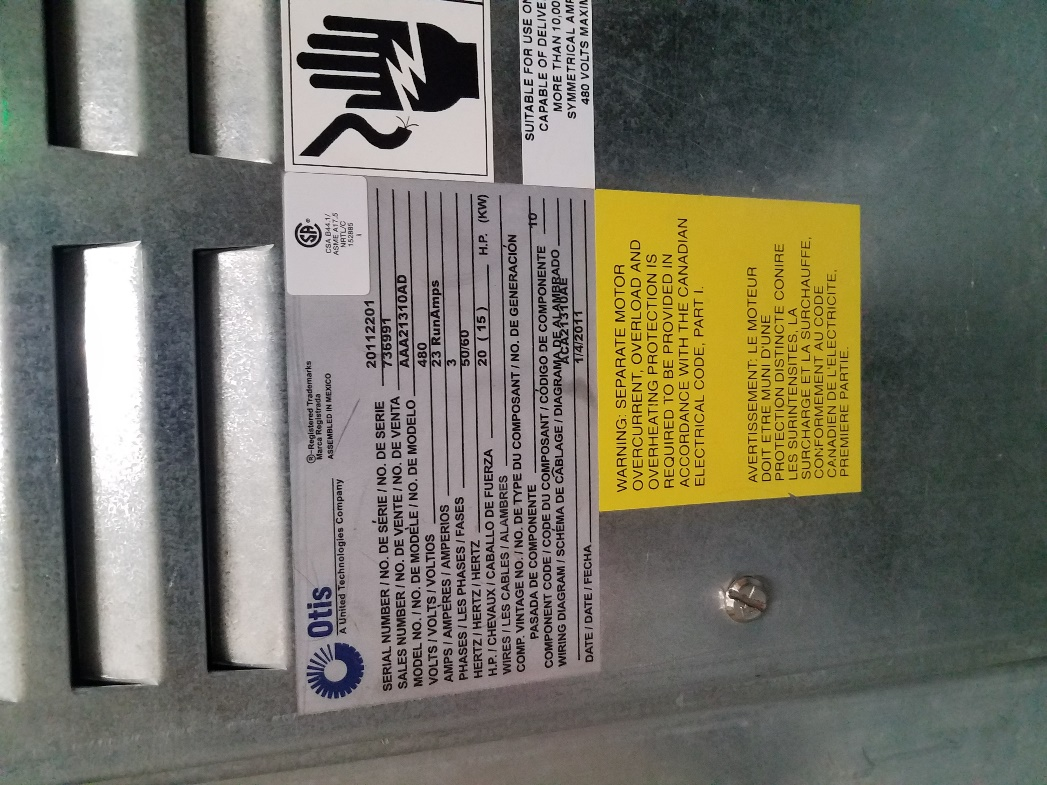 SUITABLE FOR USE ON
CAPABLE OF DELIVE
MORE THAN 10,00
SYMMETRICAL AMP
480 VOLTS MAXIM
CSA B44.1/
ASME A17.5
NRTL/C
152885
Otis
A United Technologies Company
®–Registered Trademarks
Marca Registrada
ASSEMBLED IN MEXICO
20112201
SERIAL NUMBER / NO. DE SÉRIE / NO. DE SERIE 736991
SALES NUMBER / NO. DE VENTE / NO. DE VENTA AAA21310AD
MODEL NO. / NO. DE MODÈLE / NO. DE MODELO 480
VOLTS / VOLTS / VOLTIOS 23 RunAmps
AMPS / AMPÈRES / AMPERIOS 3
PHASES / LES PHASES / FASES 50/60
HERTZ / HERTZ / HERTZ 20 ( 15 ) H.P. (KW)
H.P. / CHEVAUX / CABALLO DE FUERZA
WIRES / LES CABLES / ALAMBRES
COMP. VINTAGE NO. / NO. DE TYPE DU COMPOSANT / NO. DE GENERACIÓN
PASADA DE COMPONENTE 10
COMPONENT CODE / CODE DU COMPOSANT / CÓDIGO DE COMPONENTE
WIRING DIAGRAM / SCHÉMA DE CÂBLAGE / DIAGRAMA DE ALAMBRADO
ACA21310AE
1/4/2011
DATE / DATE / FECHA
WARNING: SEPARATE MOTOR
OVERCURRENT, OVERLOAD AND
OVERHEATING PROTECTION IS
REQUIRED TO BE PROVIDED IN
ACCORDANCE WITH THE CANADIAN
ELECTRICAL CODE, PART I.
AVERTISSEMENT: LE MOTEUR
DOIT ETRE MUNI D'UNE
PROTECTION DISTINCTE CONIRE
LES SURINTENSITES, LA
SURCHARGE ET LA SURCHAUFFE,
CONFORMEMENT AU CODE
CANADIEN DE L'ELECTRICITE,
PREMIERE PARTIE.